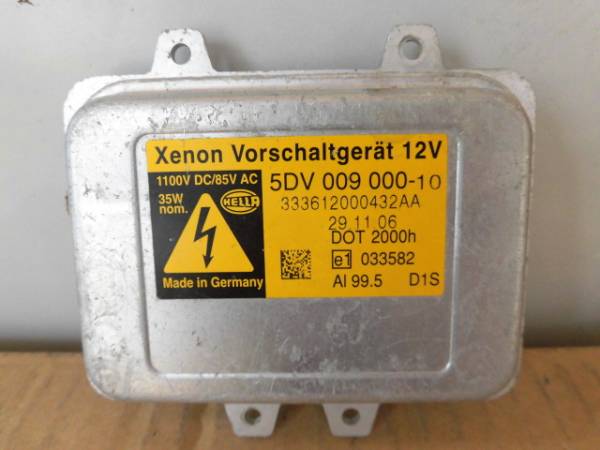 Xenon Vorschaltgerät 12V
1100V DC/85V AC
35W
nom.
HELLA
Made in Germany
5DV 009 000-10
333612000432AA
29 11 06
DOT 2000h
e1 033582
Al 99.5 D1S